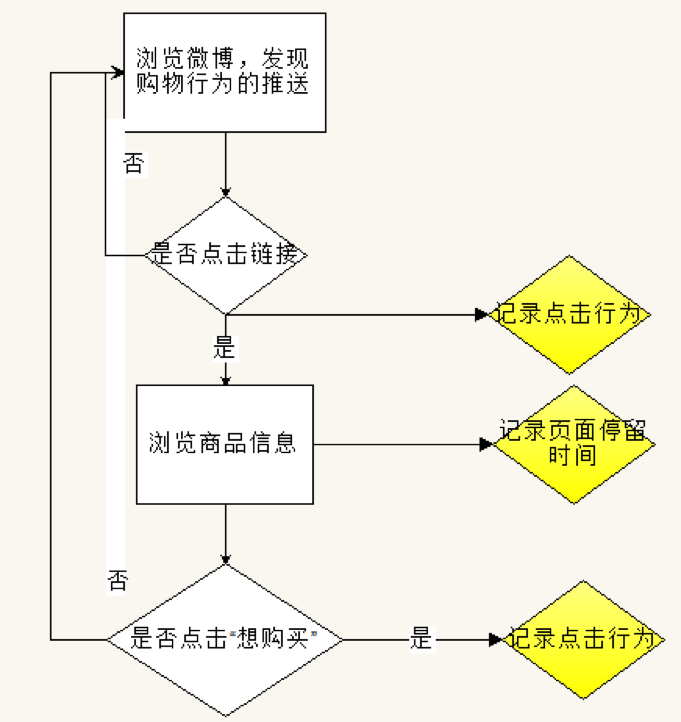 浏览微博，发现
购物行为的推送
否
是否点击链接
记录点击行为
是
浏览商品信息
记录页面停留
时间
否
是否点击“想购买”
是
记录点击行为